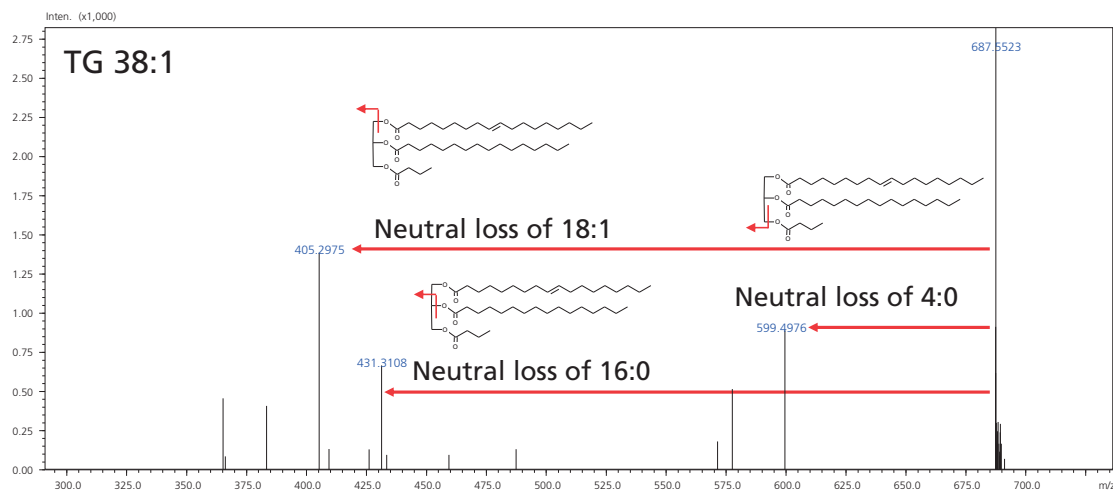 Inten. (x1,000)
TG 38:1
687.5523
2.75
2.50
2.25
2.00
1.75
1.50
1.25
1.00
0.75
0.50
0.25
0.00
O
O
O
O
O
O
O
O
O
O
O
O
Neutral loss of 18:1
405.2975
O
O
O
O
O
O
Neutral loss of 4:0
599.4976
431.3108
Neutral loss of 16:0
300.0 325.0 350.0 375.0 400.0 425.0 450.0 475.0 500.0 525.0 550.0 575.0 600.0 625.0 650.0 675.0 700.0 m/z